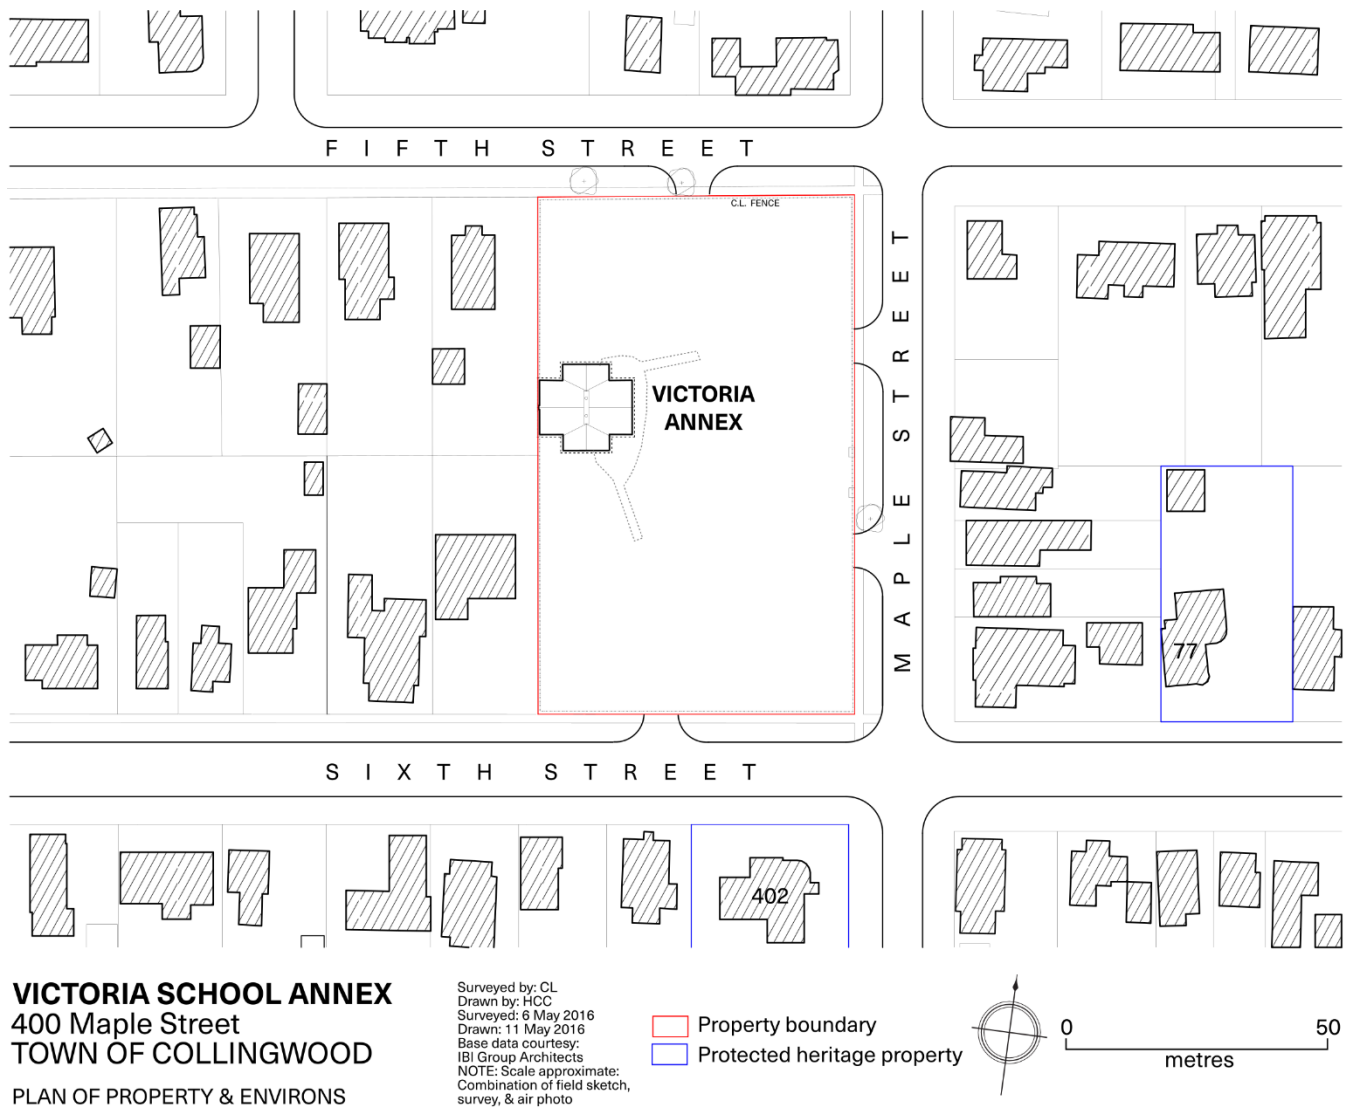 FIFTH STREET
C.L. FENCE
MAPLE STREET
VICTORIA
ANNEX
77
SIXTH STREET
402
VICTORIA SCHOOL ANNEX
400 Maple Street
TOWN OF COLLINGWOOD
PLAN OF PROPERTY & ENVIRONS
Surveyed by: CL
Drawn by: HCC
Surveyed: 6 May 2016
Drawn: 11 May 2016
Base data courtesy:
IBI Group Architects
NOTE: Scale approximate:
Combination of field sketch,
survey, & air photo
Property boundary
Protected heritage property
0 50
metres